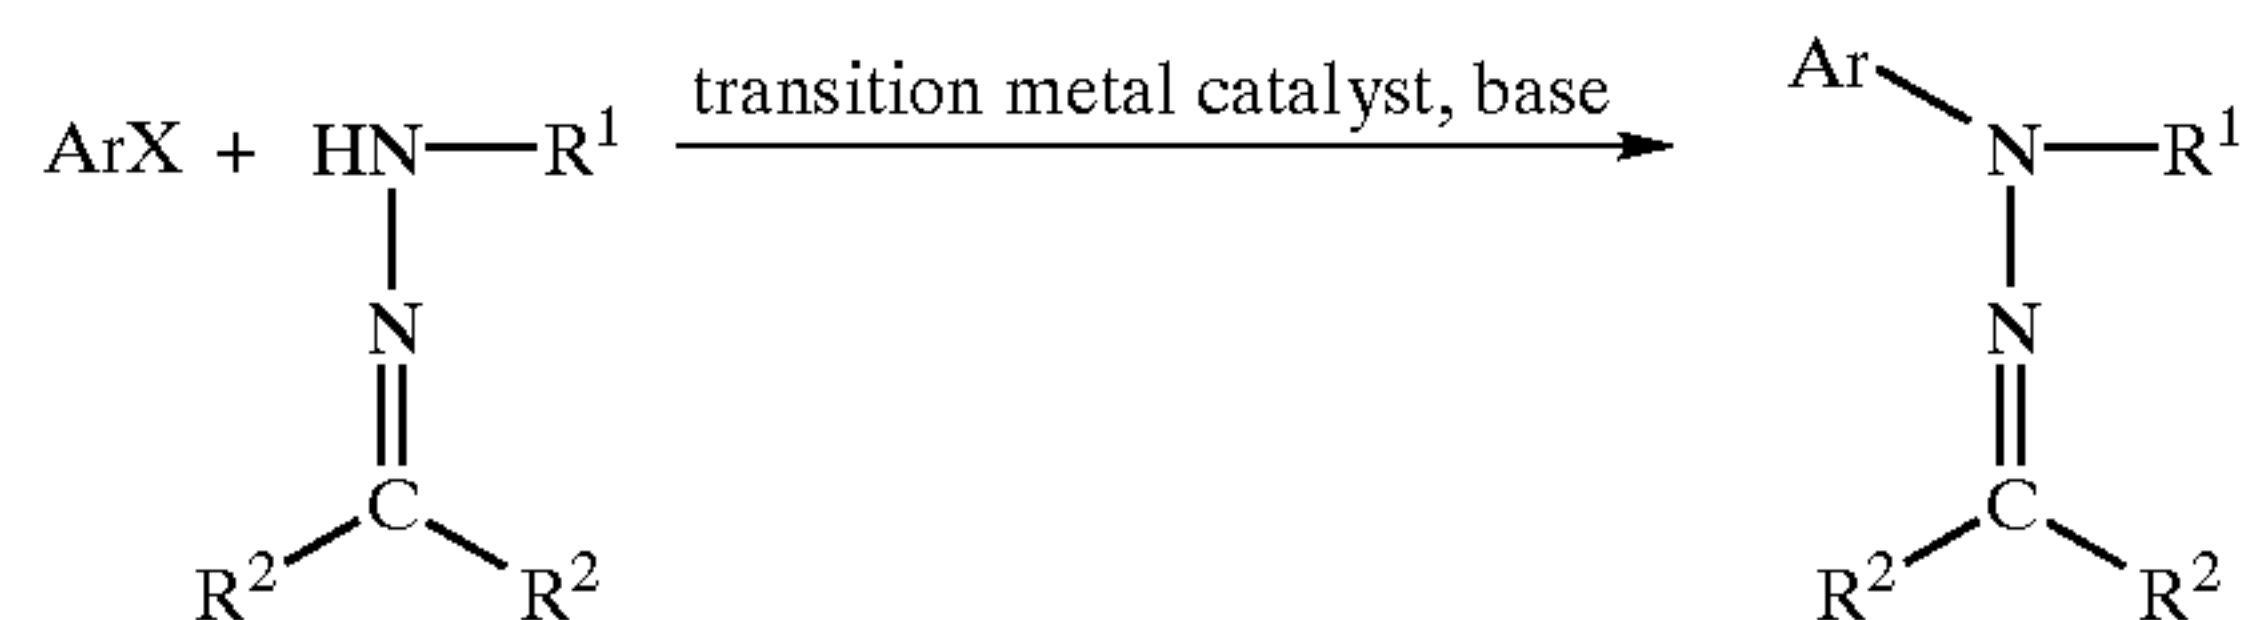 transition metal catalyst, base
Ar
ArX + HN R¹
N R¹
N
N
C
C
R² R²
R² R²